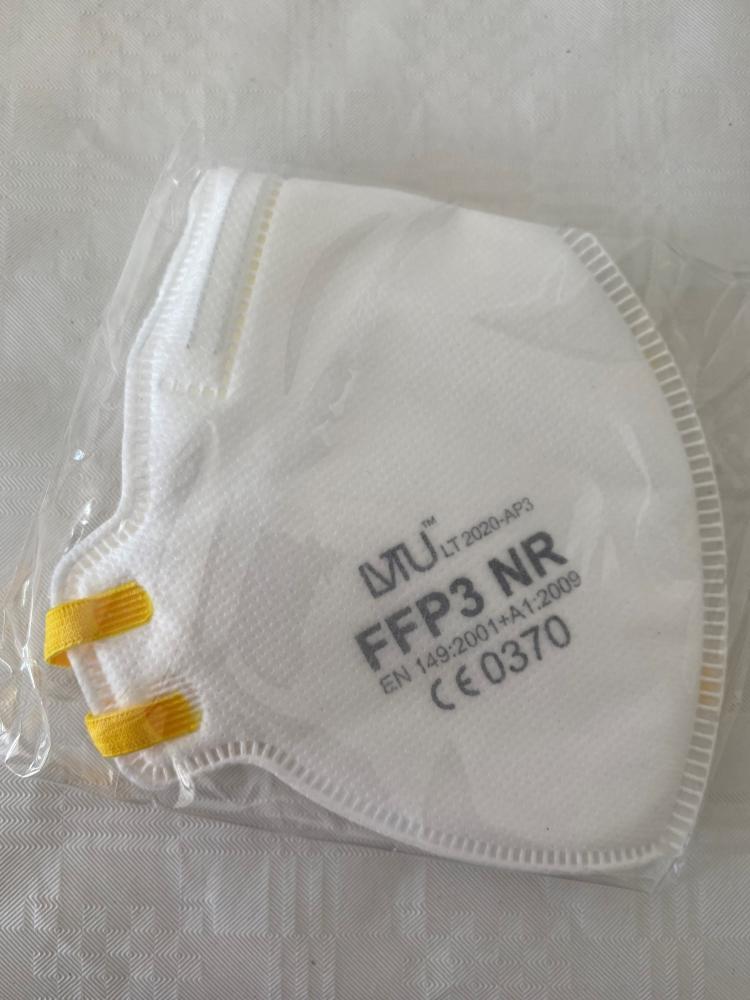 MU™ LT 2020-AP3
FFP3 NR
EN 149:2001+A1:2009
CE 0370